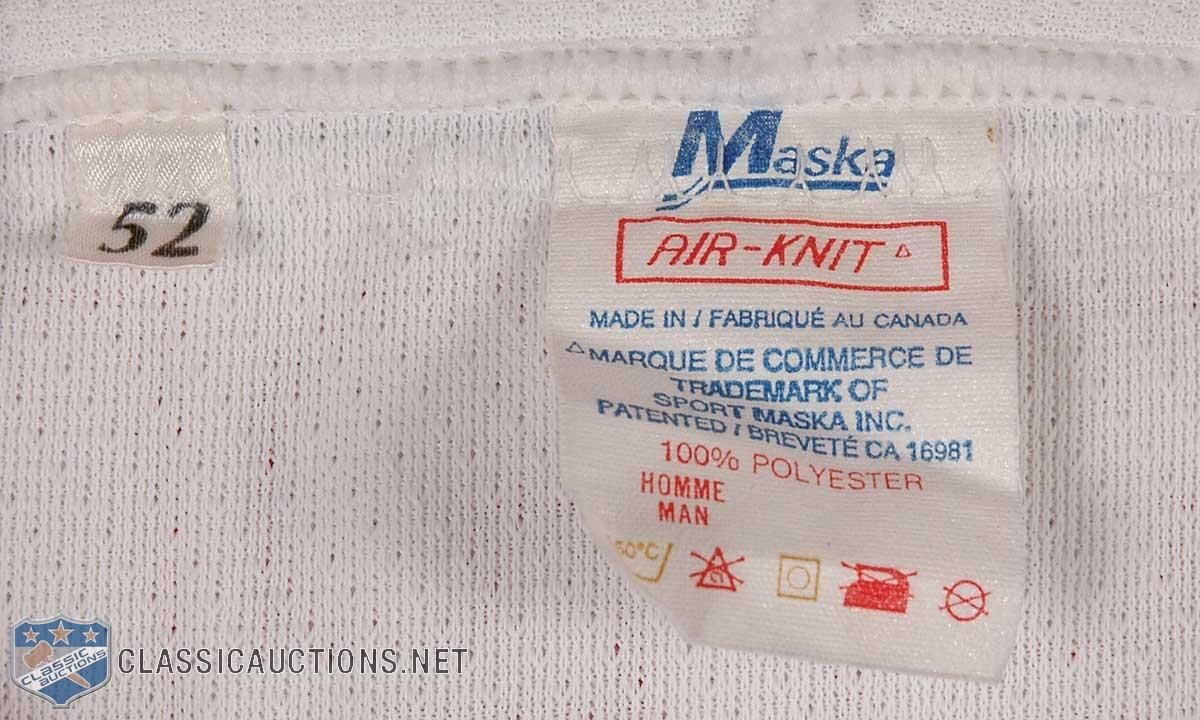 52
Maska
AIR-KNIT △
MADE IN / FABRIQUÉ AU CANADA
△MARQUE DE COMMERCE DE
TRADEMARK OF
SPORT MASKA INC.
PATENTED / BREVETÉ CA 16981
100% POLYESTER
HOMME
MAN
50°C
CLASSIC AUCTIONS
CLASSICAUCTIONS.NET